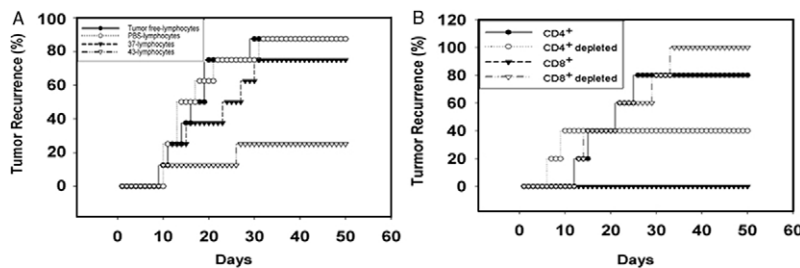 A
Tumor Recurrence (%)
100
80
60
40
20
0
Tumor free-lymphocytes
PBS-lymphocytes
37-lymphocytes
43-lymphocytes
0 10 20 30 40 50 60
Days
B
Turmor Recurrence (%)
120
100
80
60
40
20
0
CD4+
CD4+ depleted
CD8+
CD8+ depleted
0 10 20 30 40 50 60
Days